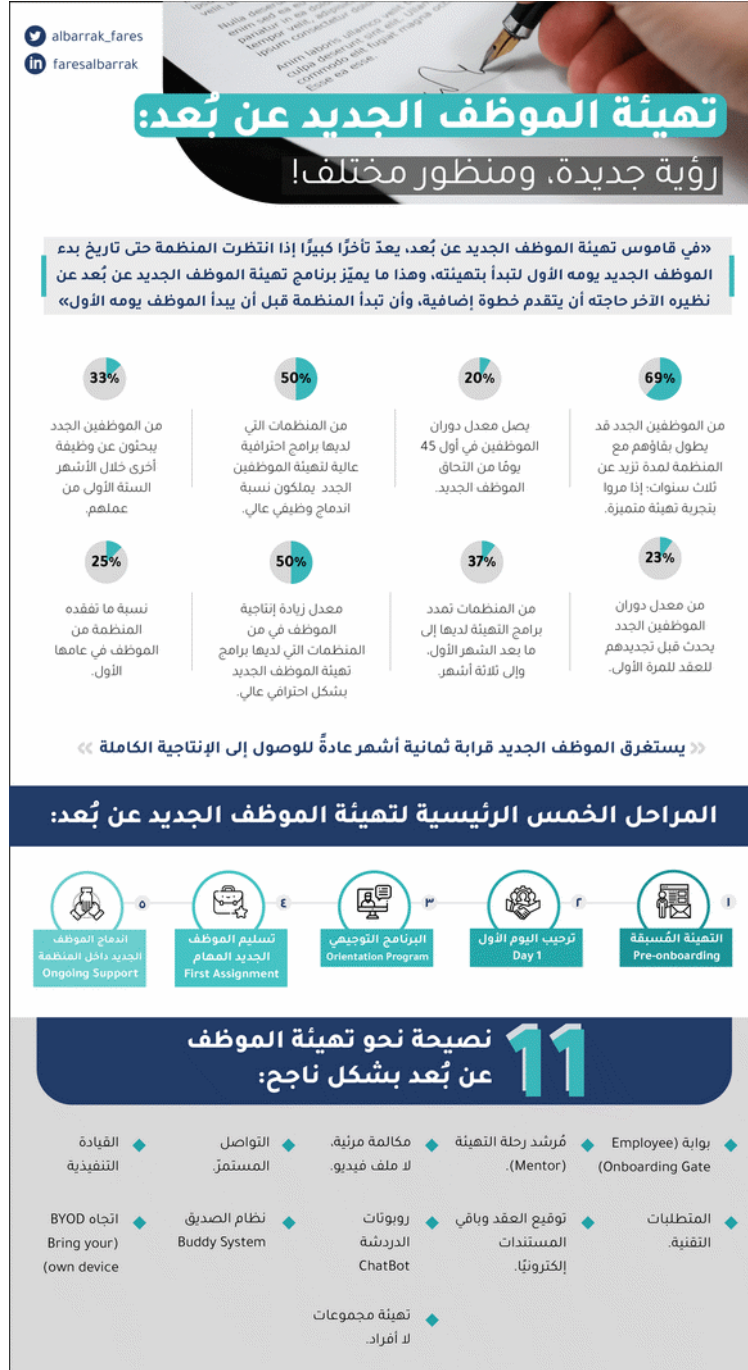 albarrak_fares
faresalbarrak
تهيئة الموظف الجديد عن بُعد:
رؤية جديدة، ومنظور مختلف!
«في قاموس تهيئة الموظف الجديد عن بُعد، يعدّ تأخرًا كبيرًا إذا انتظرت المنظمة حتى تاريخ بدء
الموظف الجديد يومه الأول لتبدأ بتهيئته، وهذا ما يميّز برنامج تهيئة الموظف الجديد عن بُعد عن
نظيره الآخر حاجته أن يتقدم خطوة إضافية، وأن تبدأ المنظمة قبل أن يبدأ الموظف يومه الأول»
69%
من الموظفين الجدد قد
يطول بقاؤهم مع
المنظمة لمدة تزيد عن
ثلاث سنوات؛ إذا مروا
بتجربة تهيئة متميزة.
20%
يصل معدل دوران
الموظفين في أول 45
يومًا من التحاق
الموظف الجديد.
50%
من المنظمات التي
لديها برامج احترافية
عالية لتهيئة الموظفين
الجدد يملكون نسبة
اندماج وظيفي عالي.
33%
من الموظفين الجدد
يبحثون عن وظيفة
أخرى خلال الأشهر
الستة الأولى من
عملهم.
23%
من معدل دوران
الموظفين الجدد
يحدث قبل تجديدهم
للعقد للمرة الأولى.
37%
من المنظمات تمدد
برامج التهيئة لديها إلى
ما بعد الشهر الأول،
وإلى ثلاثة أشهر.
50%
معدل زيادة إنتاجية
الموظف في من
المنظمات التي لديها برامج
تهيئة الموظف الجديد
بشكل احترافي عالي.
25%
نسبة ما تفقده
المنظمة من
الموظف في عامها
الأول.
« يستغرق الموظف الجديد قرابة ثمانية أشهر عادةً للوصول إلى الإنتاجية الكاملة »
المراحل الخمس الرئيسية لتهيئة الموظف الجديد عن بُعد:
١
التهيئة المُسبقة
Pre-onboarding
٢
ترحيب اليوم الأول
Day 1
٣
البرنامج التوجيهي
Orientation Program
٤
تسليم الموظف
الجديد المهام
First Assignment
٥
اندماج الموظف
الجديد داخل المنظمة
Ongoing Support
11 نصيحة نحو تهيئة الموظف
عن بُعد بشكل ناجح:
بوابة (Employee
Onboarding Gate)
مُرشد رحلة التهيئة
(Mentor).
مكالمة مرئية،
لا ملف فيديو.
التواصل
المستمرّ.
القيادة
التنفيذية
المتطلبات
التقنية.
توقيع العقد وباقي
المستندات
إلكترونيًا.
روبوتات
الدردشة
ChatBot
نظام الصديق
Buddy System
اتجاه BYOD
(Bring your
own device)
تهيئة مجموعات
لا أفراد.